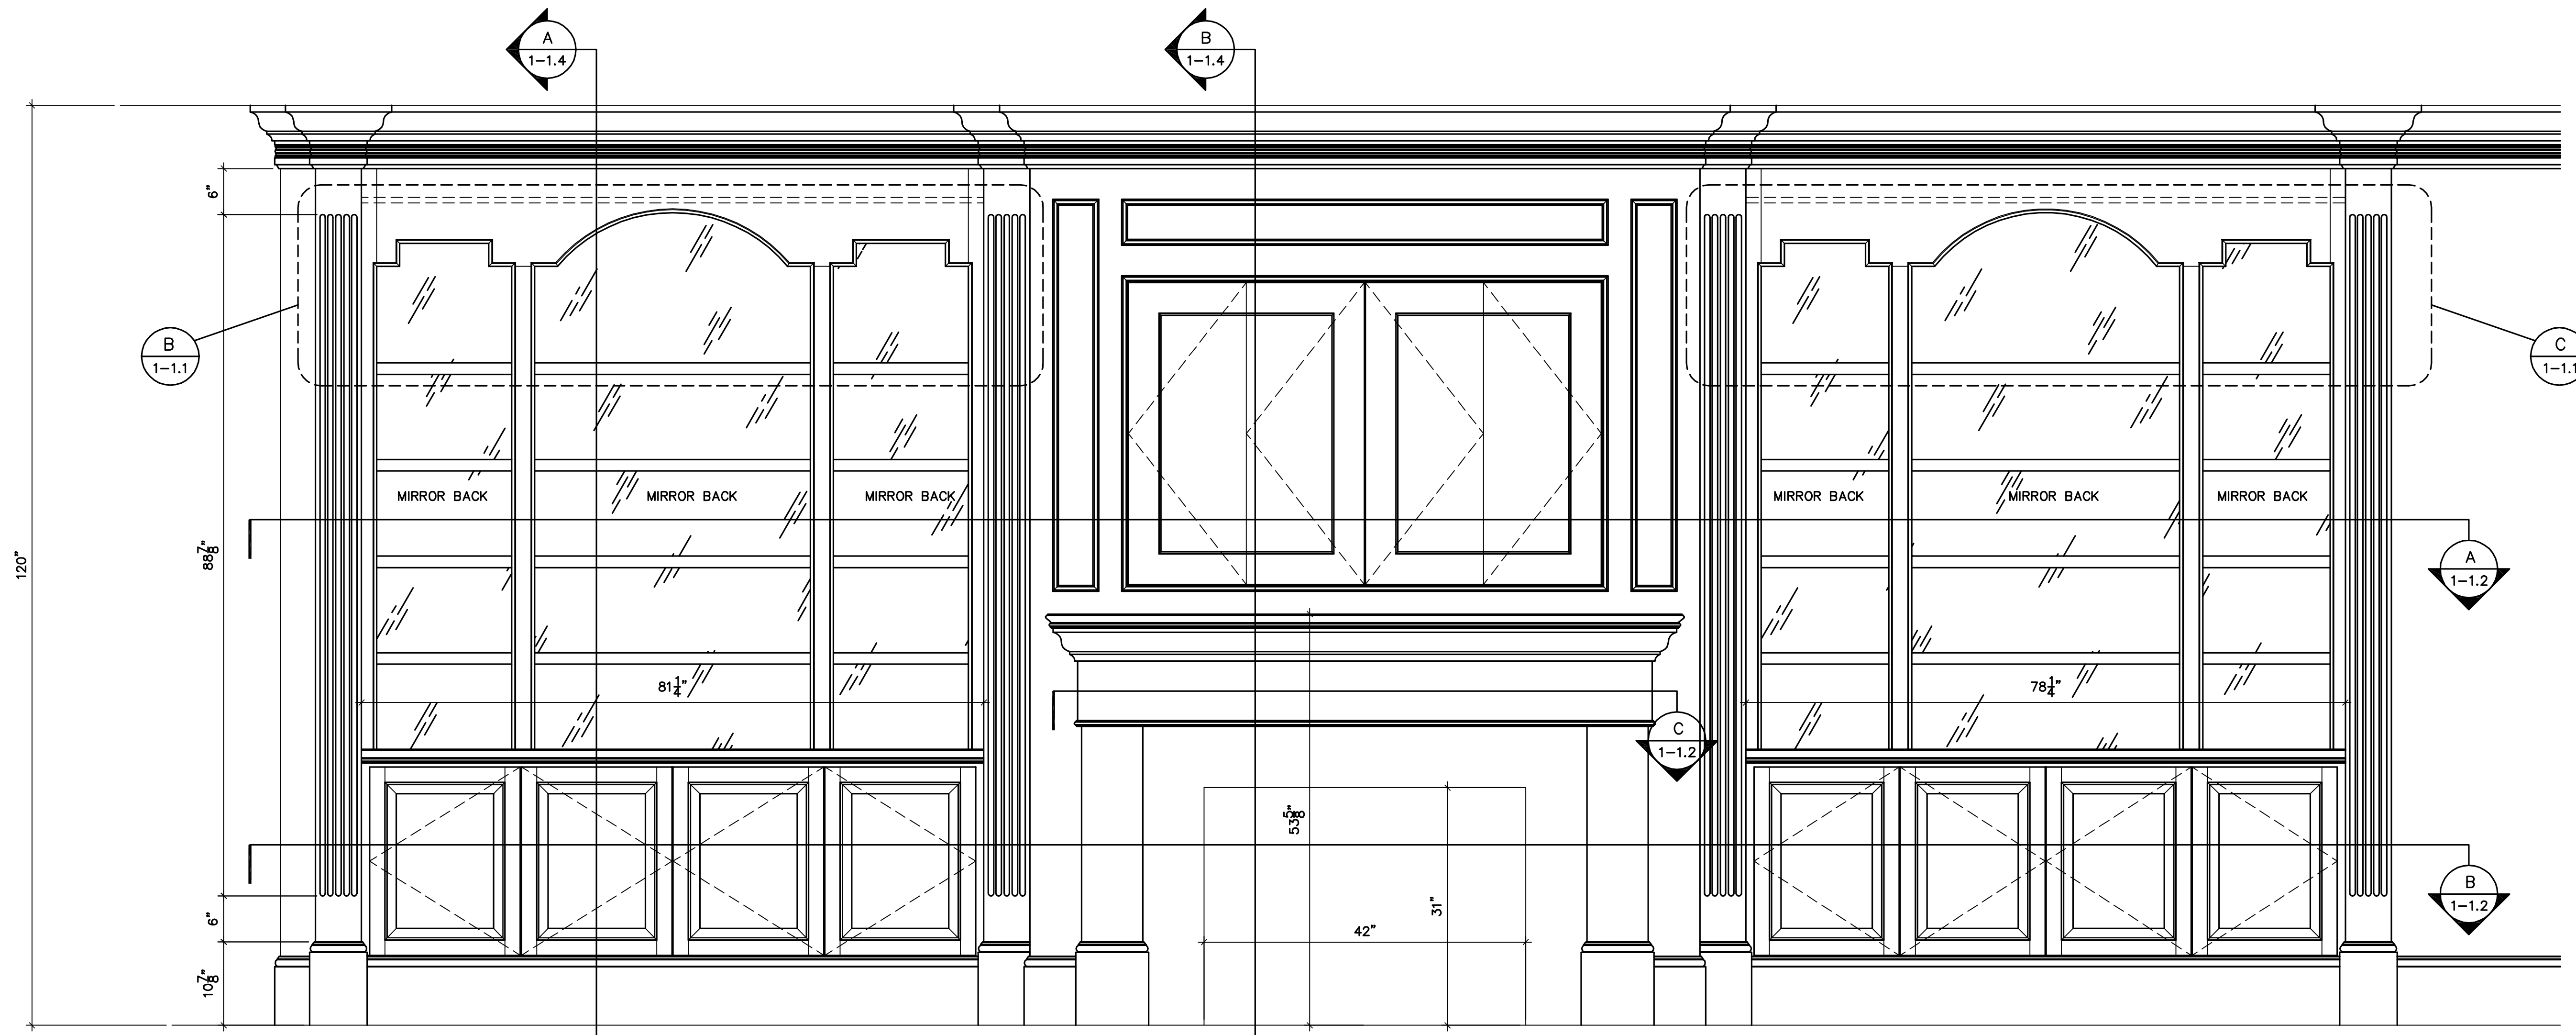 A
1-1.4
B
1-1.4
6"
B
1-1.1
C
1-1.1
MIRROR BACK
MIRROR BACK
MIRROR BACK
MIRROR BACK
MIRROR BACK
MIRROR BACK
120"
88 7/8"
A
1-1.2
81 1/4"
78 1/4"
C
1-1.2
53 5/8"
31"
B
1-1.2
6"
42"
10 7/8"